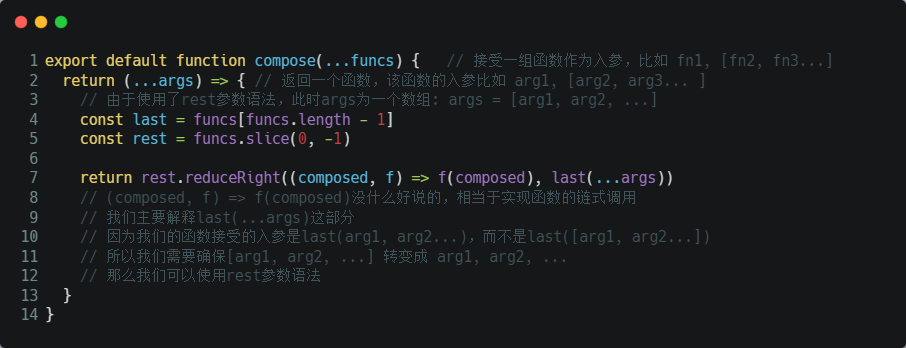 1 export default function compose(...funcs) {   // 接受一组函数作为入参，比如 fn1, [fn2, fn3...]
2   return (...args) => { // 返回一个函数，该函数的入参比如 arg1, [arg2, arg3... ]
3     // 由于使用了rest参数语法，此时args为一个数组: args = [arg1, arg2, ...]
4     const last = funcs[funcs.length - 1]
5     const rest = funcs.slice(0, -1)
6
7     return rest.reduceRight((composed, f) => f(composed), last(...args))
8     // (composed, f) => f(composed)没什么好说的，相当于实现函数的链式调用
9     // 我们主要解释last(...args)这部分
10     // 因为我们的函数接受的入参是last(arg1, arg2...)，而不是last([arg1, arg2...])
11     // 所以我们需要确保[arg1, arg2, ...] 转变成 arg1, arg2, ...
12     // 那么我们可以使用rest参数语法
13   }
14 }